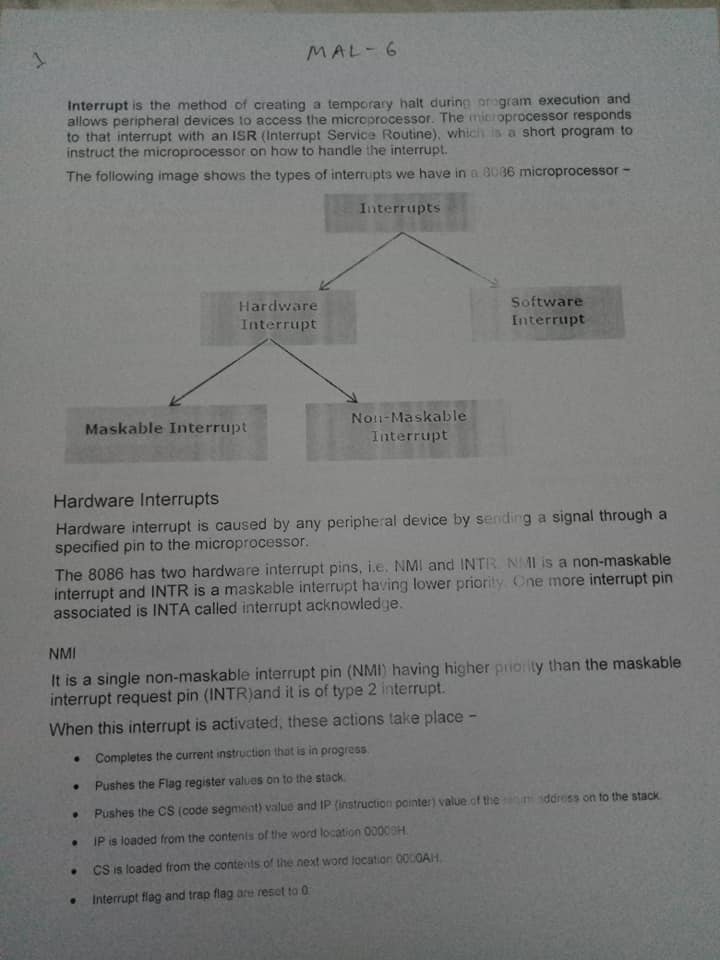 1
MAL-6
Interrupt is the method of creating a temporary halt during program execution and
allows peripheral devices to access the microprocessor. The microprocessor responds
to that interrupt with an ISR (Interrupt Service Routine), which is a short program to
instruct the microprocessor on how to handle the interrupt.
The following image shows the types of interrupts we have in a 8086 microprocessor –
Interrupts
Hardware
Interrupt
Software
Interrupt
Maskable Interrupt
Non-Maskable
Interrupt
Hardware Interrupts
Hardware interrupt is caused by any peripheral device by sending a signal through a
specified pin to the microprocessor.
The 8086 has two hardware interrupt pins, i.e. NMI and INTR. NMI is a non-maskable
interrupt and INTR is a maskable interrupt having lower priority. One more interrupt pin
associated is INTA called interrupt acknowledge.
NMI
It is a single non-maskable interrupt pin (NMI) having higher priority than the maskable
interrupt request pin (INTR)and it is of type 2 interrupt.
When this interrupt is activated, these actions take place –
• Completes the current instruction that is in progress.
• Pushes the Flag register values on to the stack.
• Pushes the CS (code segment) value and IP (instruction pointer) value of the return address on to the stack.
• IP is loaded from the contents of the word location 00008H.
• CS is loaded from the contents of the next word location 0000AH.
• Interrupt flag and trap flag are reset to 0.